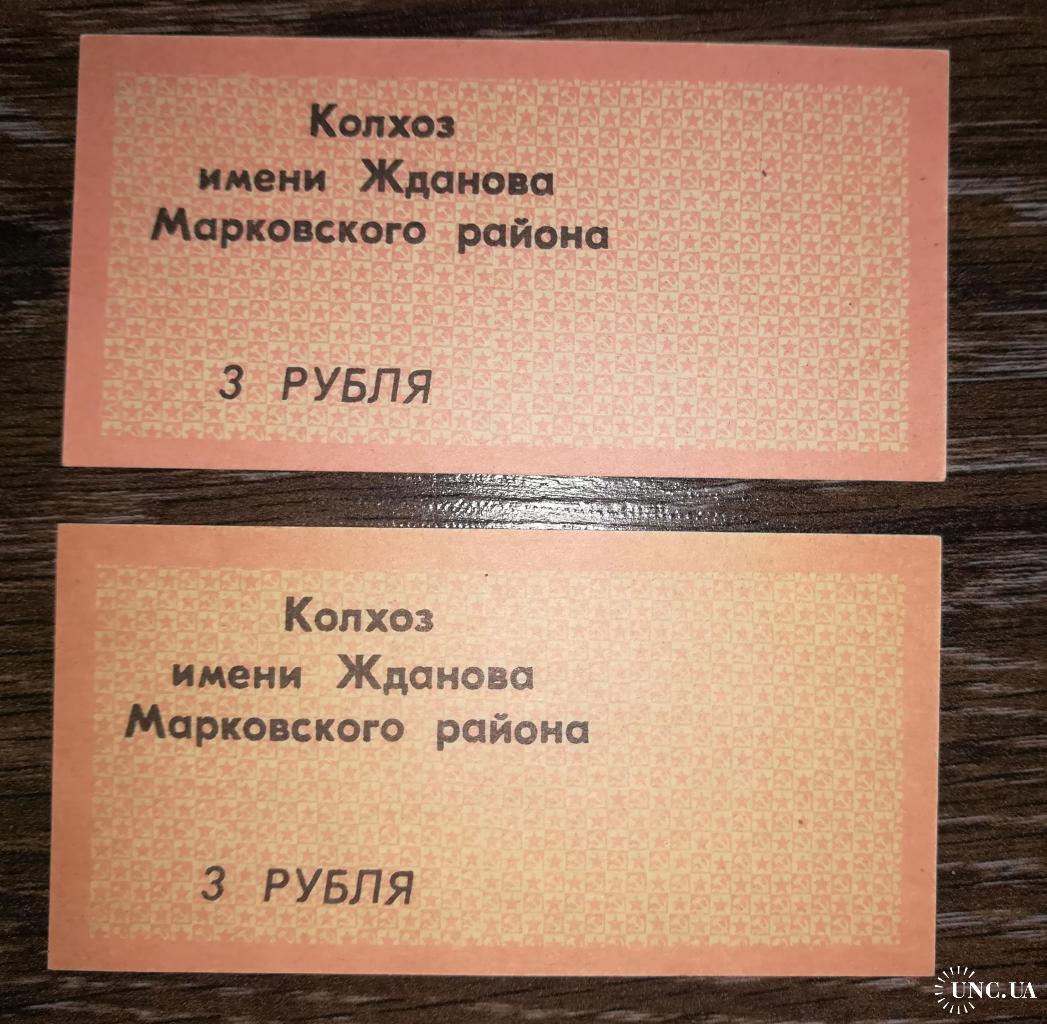 Колхоз
имени Жданова
Марковского района
3 РУБЛЯ
Колхоз
имени Жданова
Марковского района
3 РУБЛЯ
UNC.UA